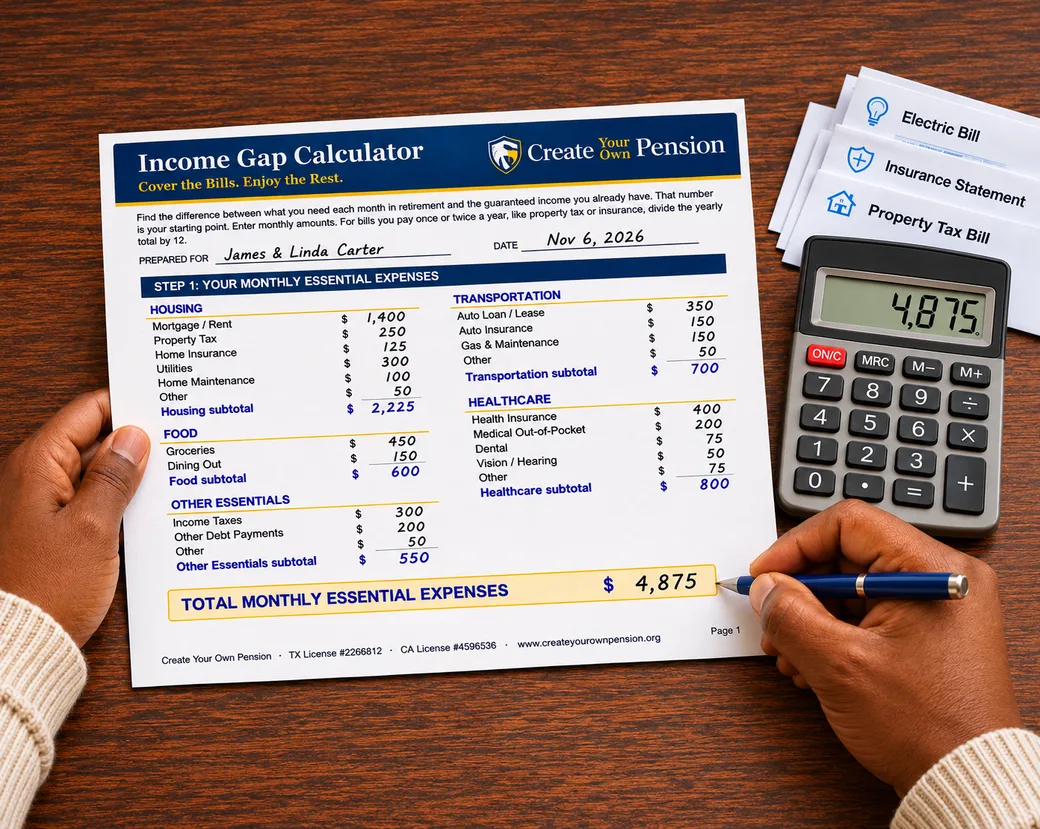 Income Gap Calculator
Cover the Bills. Enjoy the Rest.
Create Your Own Pension
Find the difference between what you need each month in retirement and the guaranteed income you already have. That number
is your starting point. Enter monthly amounts. For bills you pay once or twice a year, like property tax or insurance, divide the yearly
total by 12.
PREPARED FOR James & Linda Carter
DATE Nov 6, 2026
STEP 1: YOUR MONTHLY ESSENTIAL EXPENSES
HOUSING
Mortgage / Rent $ 1,400
Property Tax $ 250
Home Insurance $ 125
Utilities $ 300
Home Maintenance $ 100
Other $ 50
Housing subtotal $ 2,225
FOOD
Groceries $ 450
Dining Out $ 150
Food subtotal $ 600
OTHER ESSENTIALS
Income Taxes $ 300
Other Debt Payments $ 200
Other $ 50
Other Essentials subtotal $ 550
TRANSPORTATION
Auto Loan / Lease $ 350
Auto Insurance $ 150
Gas & Maintenance $ 150
Other $ 50
Transportation subtotal $ 700
HEALTHCARE
Health Insurance $ 400
Medical Out-of-Pocket $ 200
Dental $ 75
Vision / Hearing $ 50
Other $ 75
Healthcare subtotal $ 800
TOTAL MONTHLY ESSENTIAL EXPENSES $ 4,875
Create Your Own Pension · TX License #2266812 · CA License #4596536 · www.createyourownpension.org
Page 1
Electric Bill
Insurance Statement
Property Tax Bill
4,875.
ON/C MRC M− M+
7 8 9 ÷
4 5 6 ×
1 2 3 +
0 • =